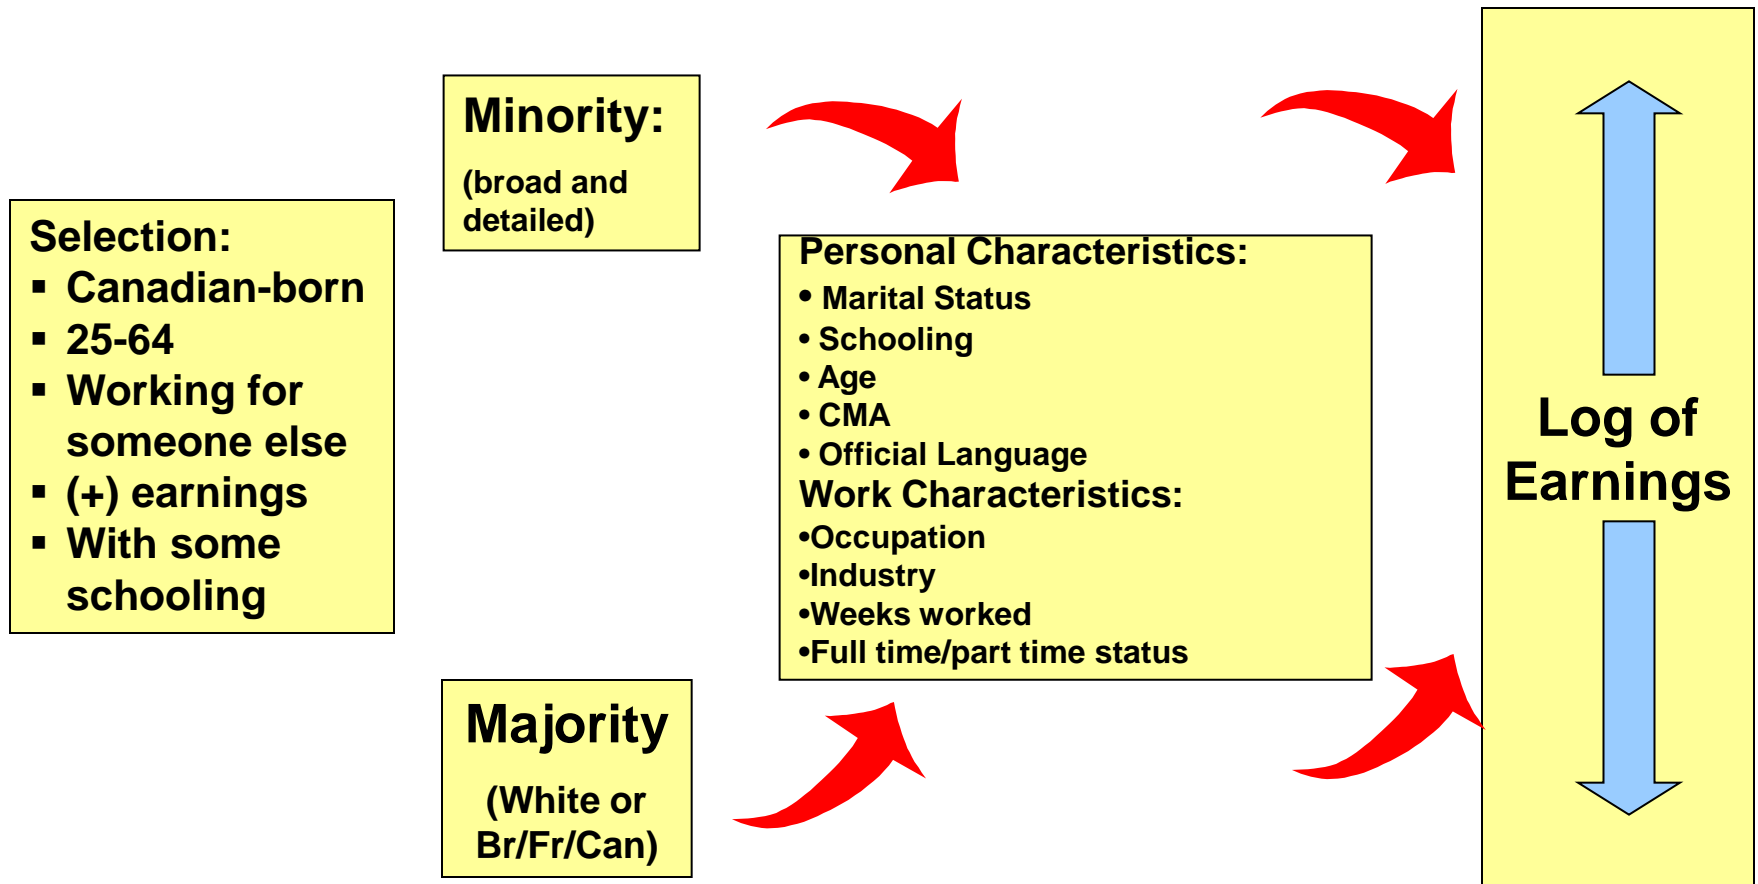 Selection:
▪ Canadian-born
▪ 25-64
▪ Working for
someone else
▪ (+) earnings
▪ With some
schooling
Minority:
(broad and
detailed)
Majority
(White or
Br/Fr/Can)
Personal Characteristics:
• Marital Status
• Schooling
• Age
• CMA
• Official Language
Work Characteristics:
•Occupation
•Industry
•Weeks worked
•Full time/part time status
Log of
Earnings